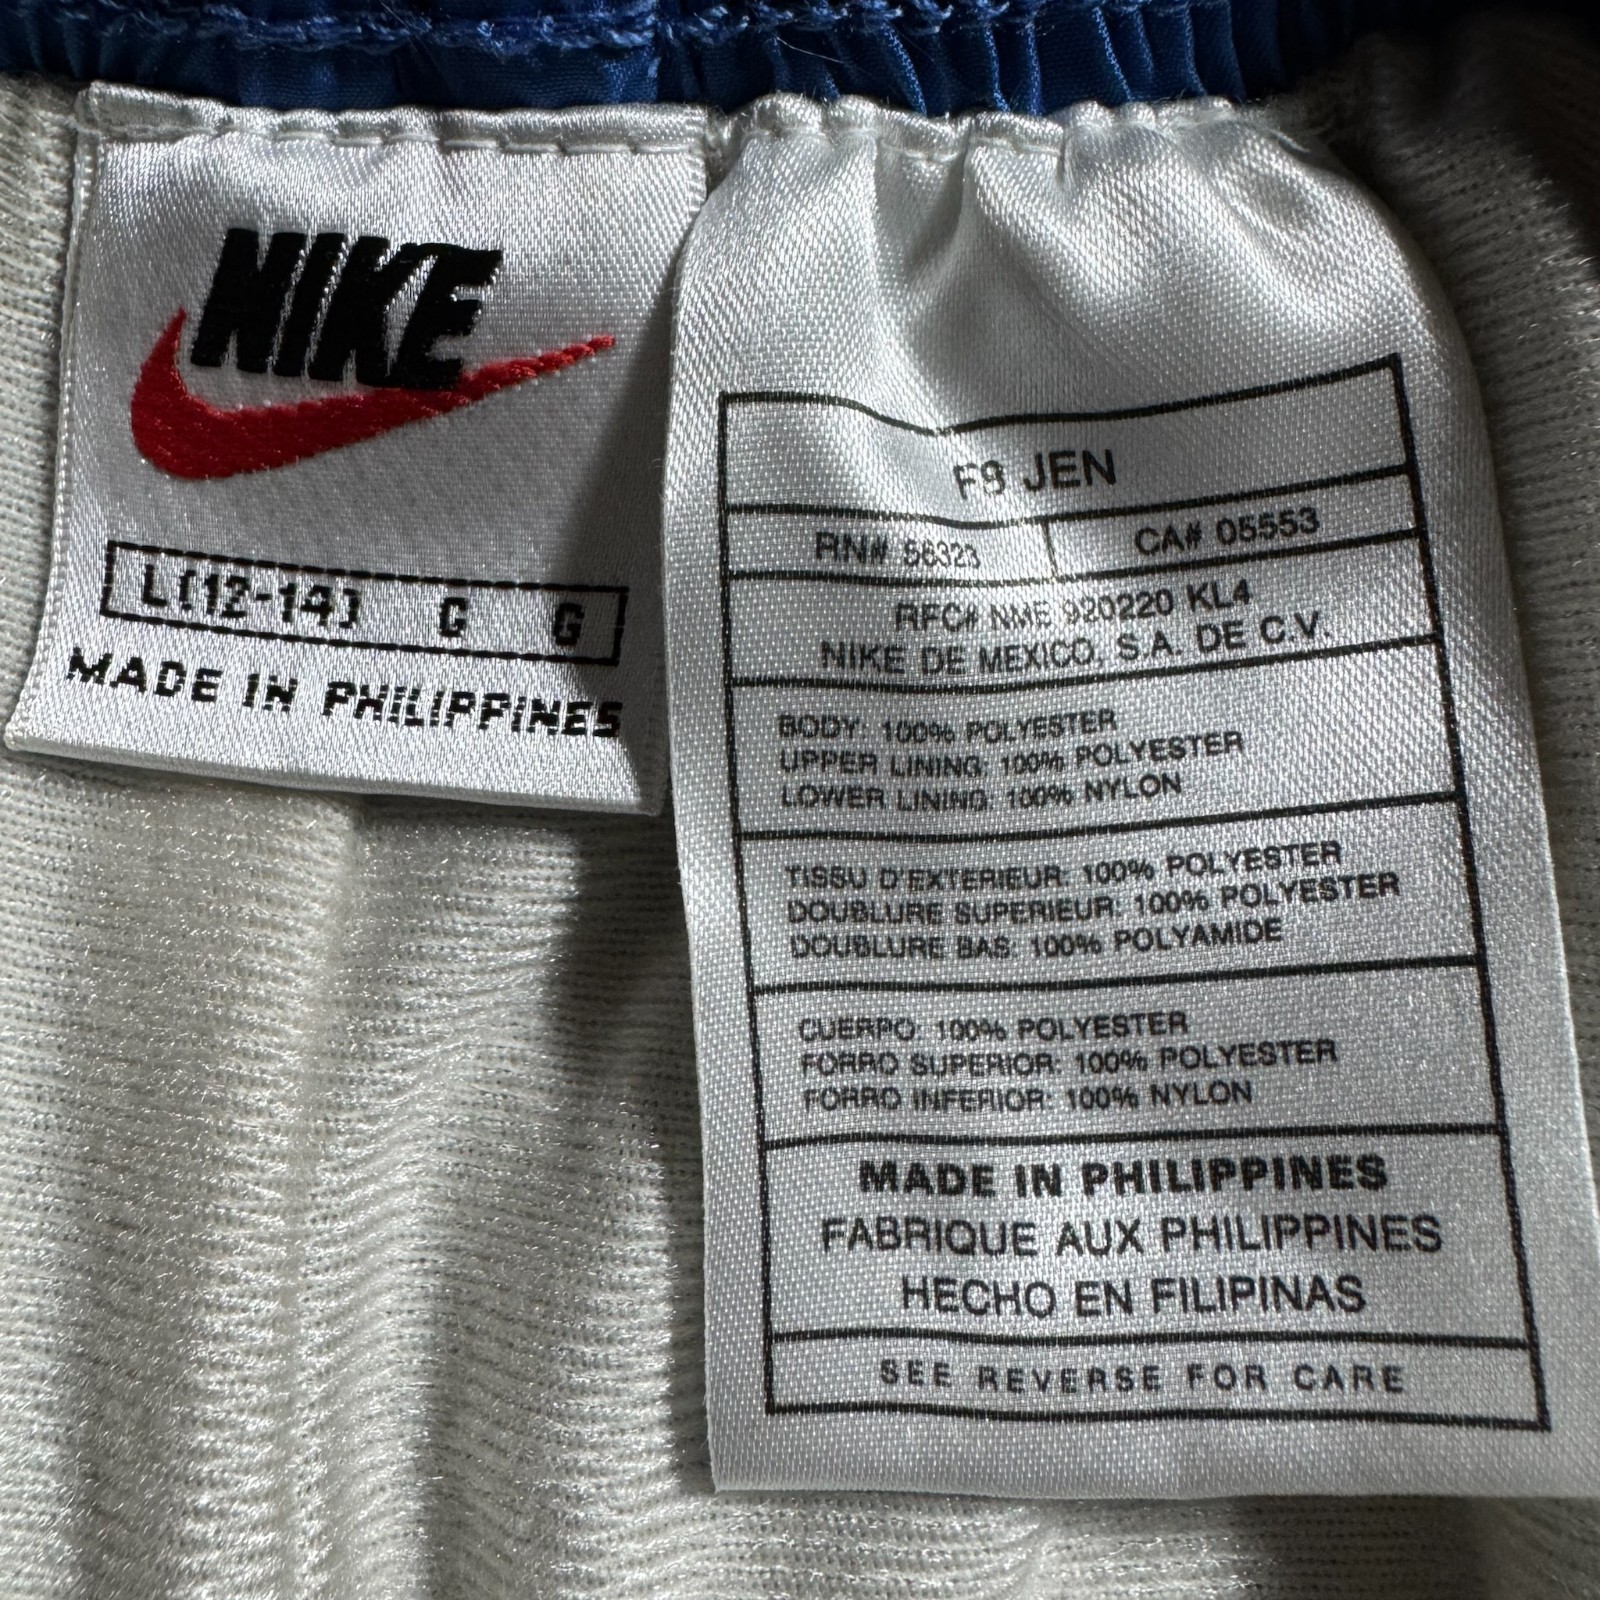 NIKE
L(12-14) G G
MADE IN PHILIPPINES
F9 JEN
RN# 56323
CA# 05553
RFC# NME 920220 KL4
NIKE DE MEXICO, S.A. DE C.V.
BODY: 100% POLYESTER
UPPER LINING: 100% POLYESTER
LOWER LINING: 100% NYLON
TISSU D'EXTERIEUR: 100% POLYESTER
DOUBLURE SUPERIEUR: 100% POLYESTER
DOUBLURE BAS: 100% POLYAMIDE
CUERPO: 100% POLYESTER
FORRO SUPERIOR: 100% POLYESTER
FORRO INFERIOR: 100% NYLON
MADE IN PHILIPPINES
FABRIQUE AUX PHILIPPINES
HECHO EN FILIPINAS
SEE REVERSE FOR CARE